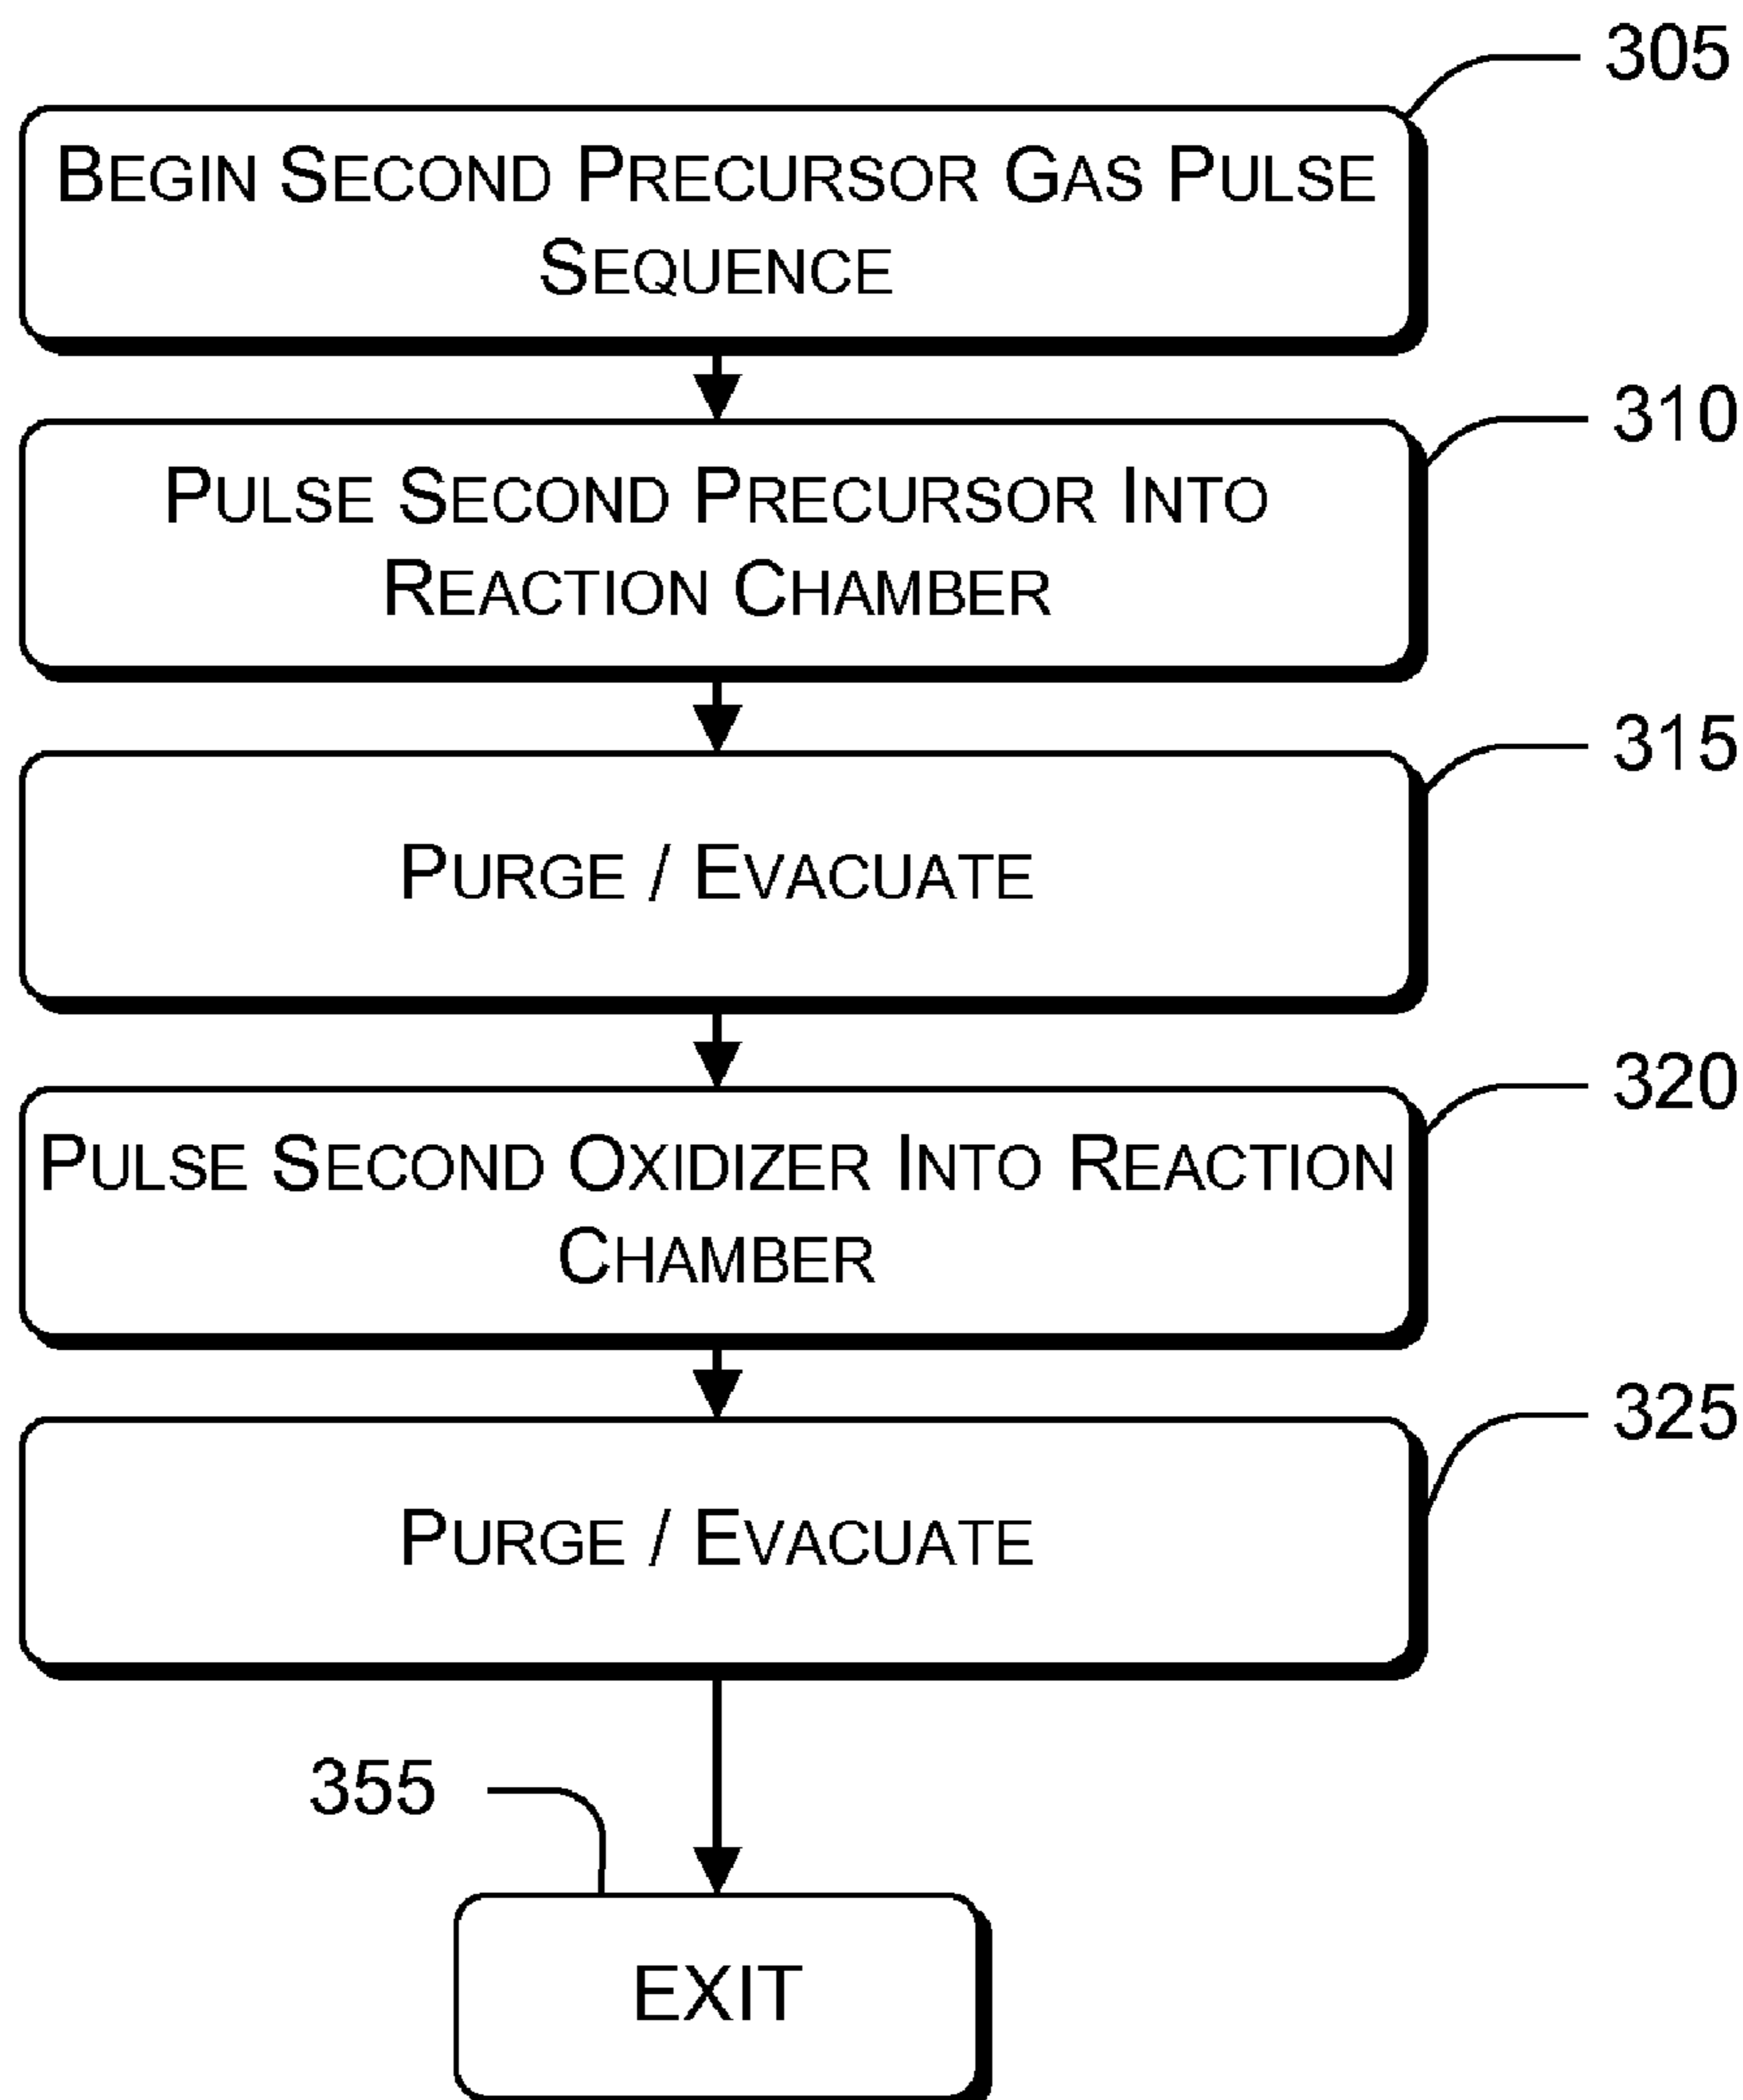 305
BEGIN SECOND PRECURSOR GAS PULSE
SEQUENCE
310
PULSE SECOND PRECURSOR INTO
REACTION CHAMBER
315
PURGE / EVACUATE
320
PULSE SECOND OXIDIZER INTO REACTION
CHAMBER
325
PURGE / EVACUATE
355
EXIT